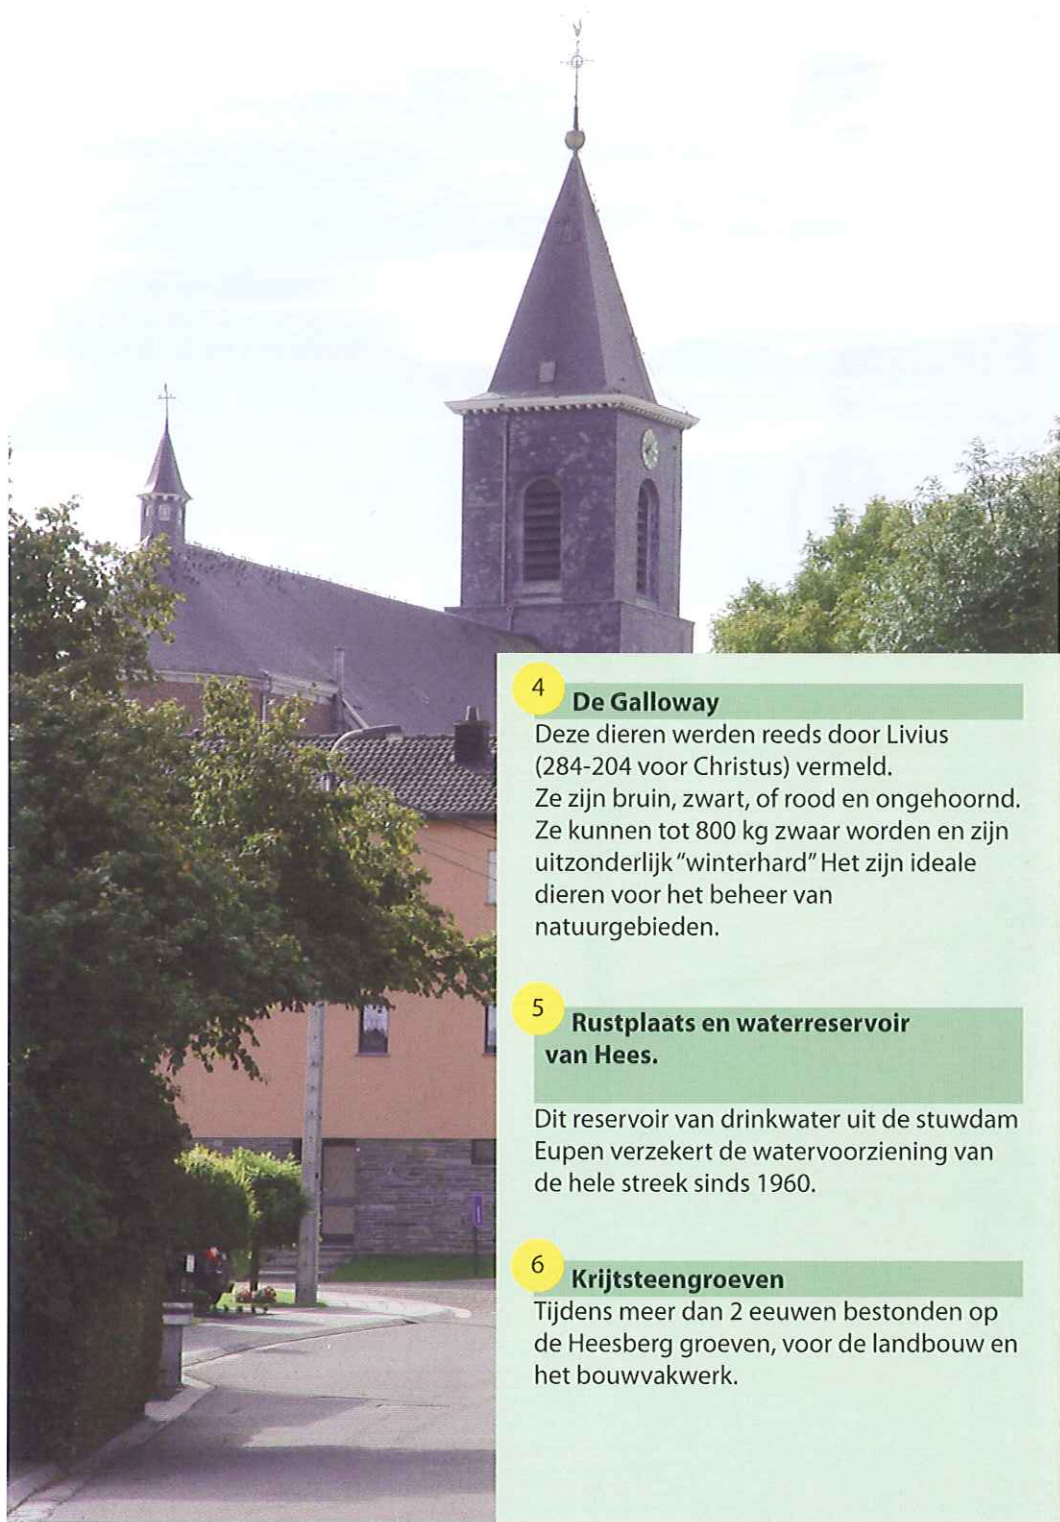 4
De Galloway
Deze dieren werden reeds door Livius
(284-204 voor Christus) vermeld.
Ze zijn bruin, zwart, of rood en ongehoornd.
Ze kunnen tot 800 kg zwaar worden en zijn
uitzonderlijk “winterhard” Het zijn ideale
dieren voor het beheer van
natuurgebieden.
5
Rustplaats en waterreservoir
van Hees.
Dit reservoir van drinkwater uit de stuwdam
Eupen verzekert de watervoorziening van
de hele streek sinds 1960.
6
Krijtsteengroeven
Tijdens meer dan 2 eeuwen bestonden op
de Heesberg groeven, voor de landbouw en
het bouwvakwerk.